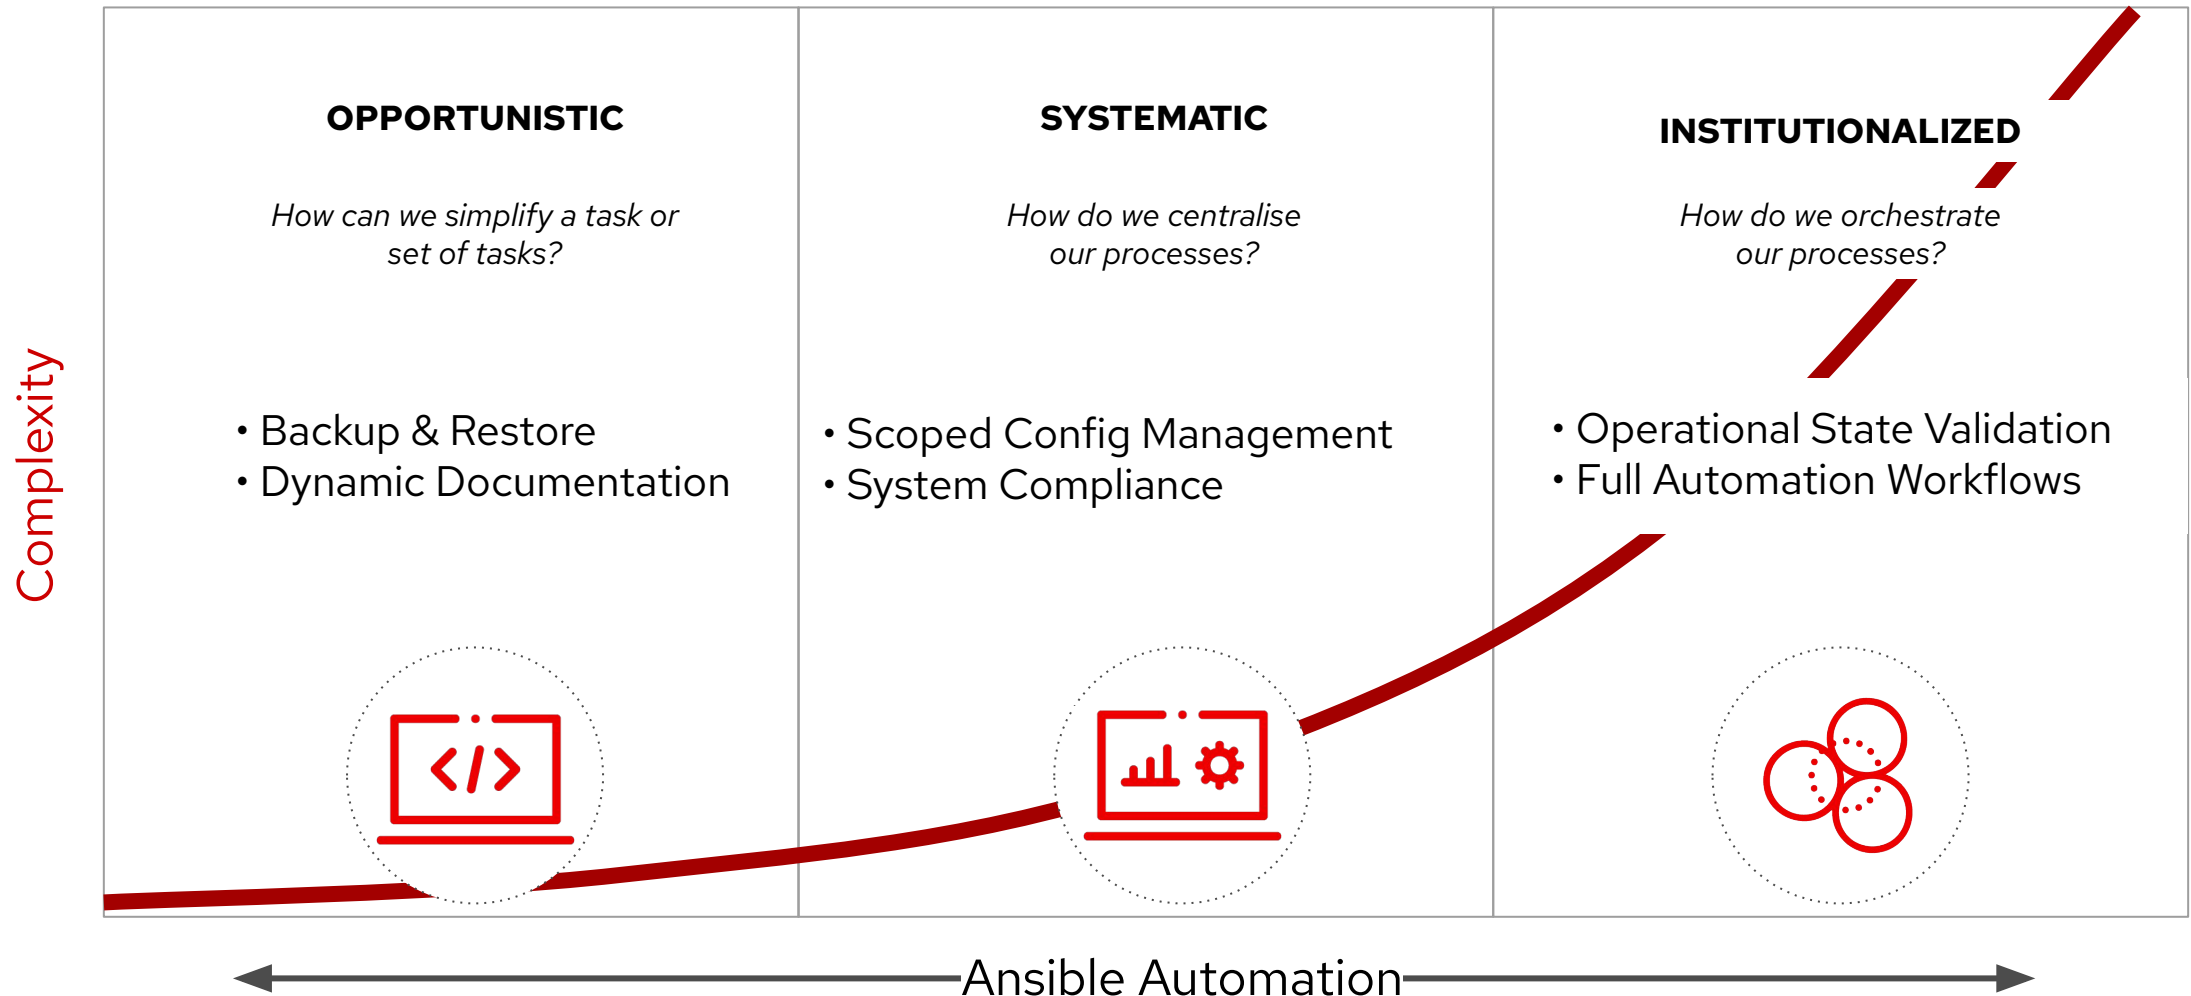 Complexity
OPPORTUNISTIC
How can we simplify a task or
set of tasks?
• Backup & Restore
• Dynamic Documentation
</>
SYSTEMATIC
How do we centralise
our processes?
• Scoped Config Management
• System Compliance
INSTITUTIONALIZED
How do we orchestrate
our processes?
• Operational State Validation
• Full Automation Workflows
Ansible Automation